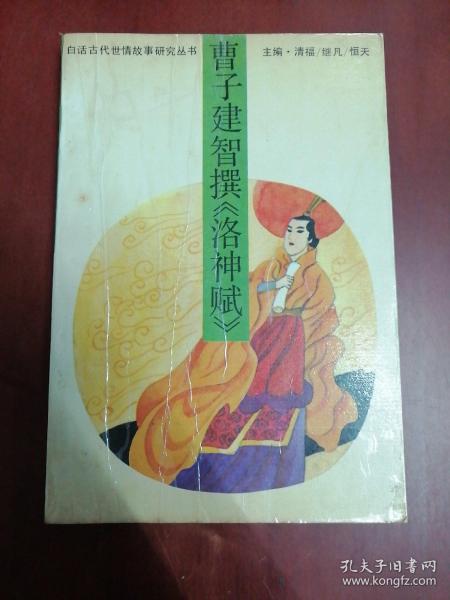 白话古代世情故事研究丛书
主编·清福/继凡/恒天
曹子建智撰《洛神赋》
孔夫子旧书网
www.kongfz.com